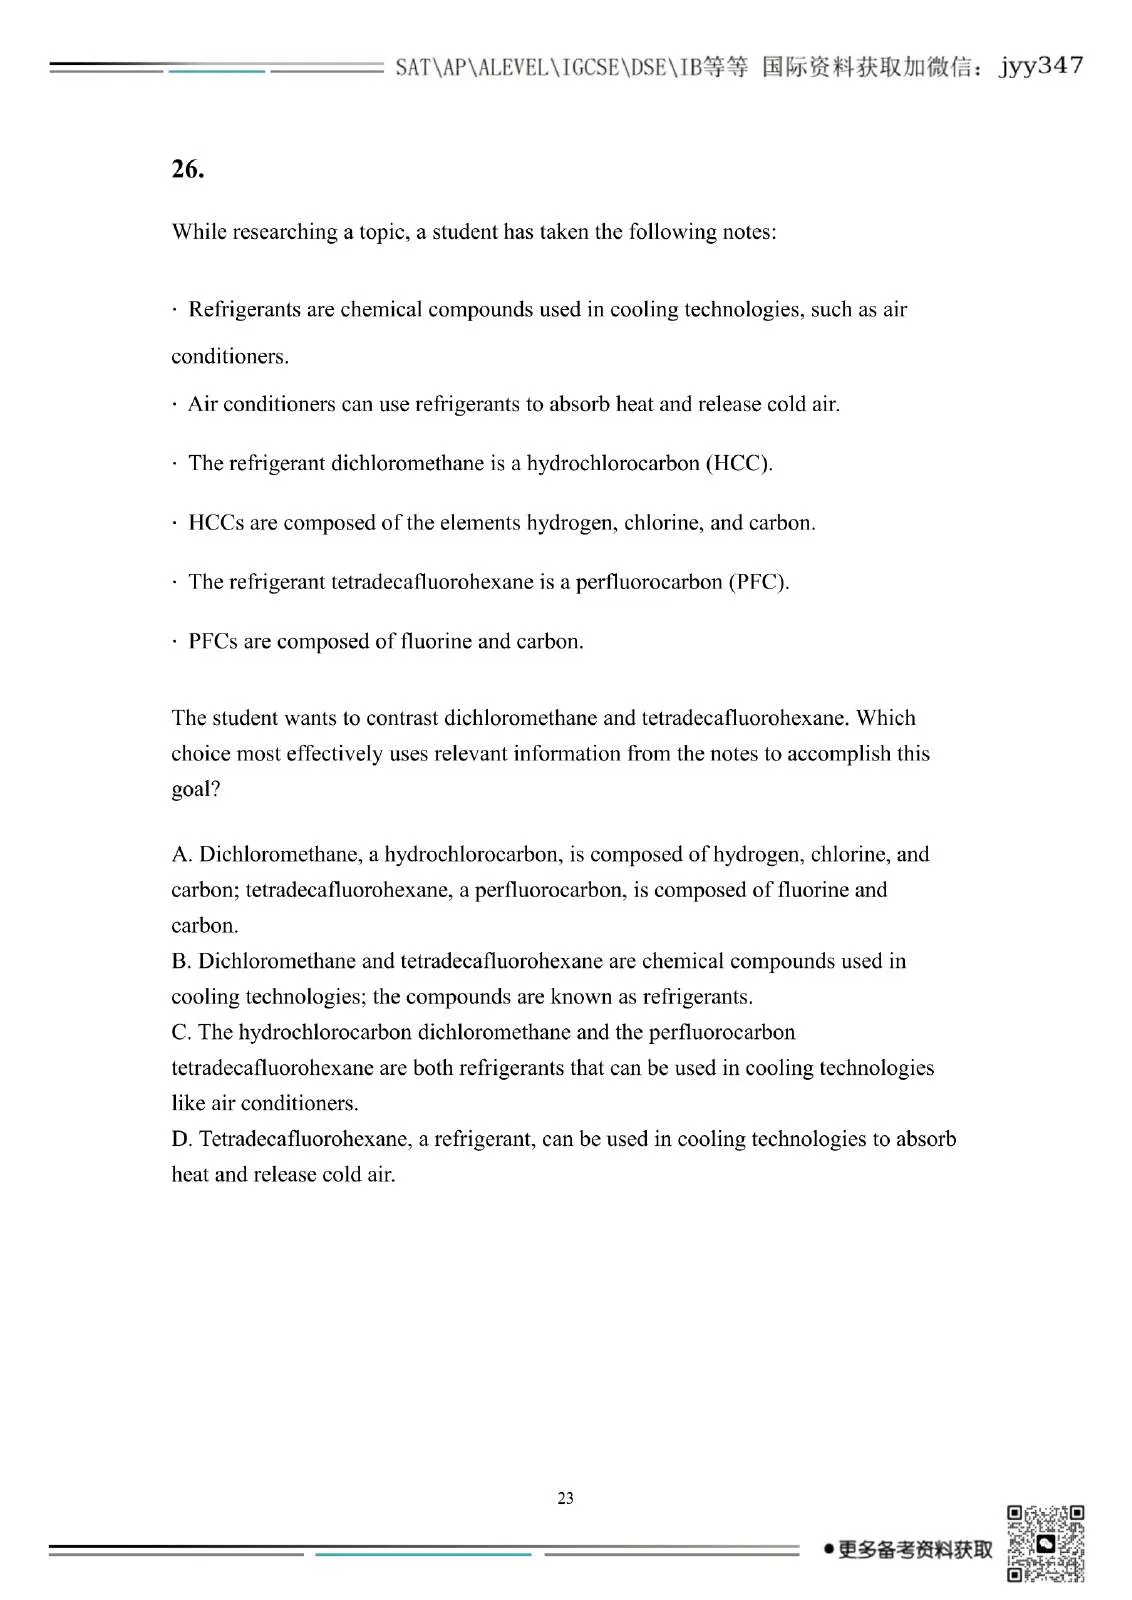 SAT\AP\ALEVEL\IGCSE\DSE\IB等等 国际资料获取加微信: jyy347
26.
While researching a topic, a student has taken the following notes:
· Refrigerants are chemical compounds used in cooling technologies, such as air
conditioners.
· Air conditioners can use refrigerants to absorb heat and release cold air.
· The refrigerant dichloromethane is a hydrochlorocarbon (HCC).
· HCCs are composed of the elements hydrogen, chlorine, and carbon.
· The refrigerant tetradecafluorohexane is a perfluorocarbon (PFC).
· PFCs are composed of fluorine and carbon.
The student wants to contrast dichloromethane and tetradecafluorohexane. Which
choice most effectively uses relevant information from the notes to accomplish this
goal?
A. Dichloromethane, a hydrochlorocarbon, is composed of hydrogen, chlorine, and
carbon; tetradecafluorohexane, a perfluorocarbon, is composed of fluorine and
carbon.
B. Dichloromethane and tetradecafluorohexane are chemical compounds used in
cooling technologies; the compounds are known as refrigerants.
C. The hydrochlorocarbon dichloromethane and the perfluorocarbon
tetradecafluorohexane are both refrigerants that can be used in cooling technologies
like air conditioners.
D. Tetradecafluorohexane, a refrigerant, can be used in cooling technologies to absorb
heat and release cold air.
23
●更多备考资料获取